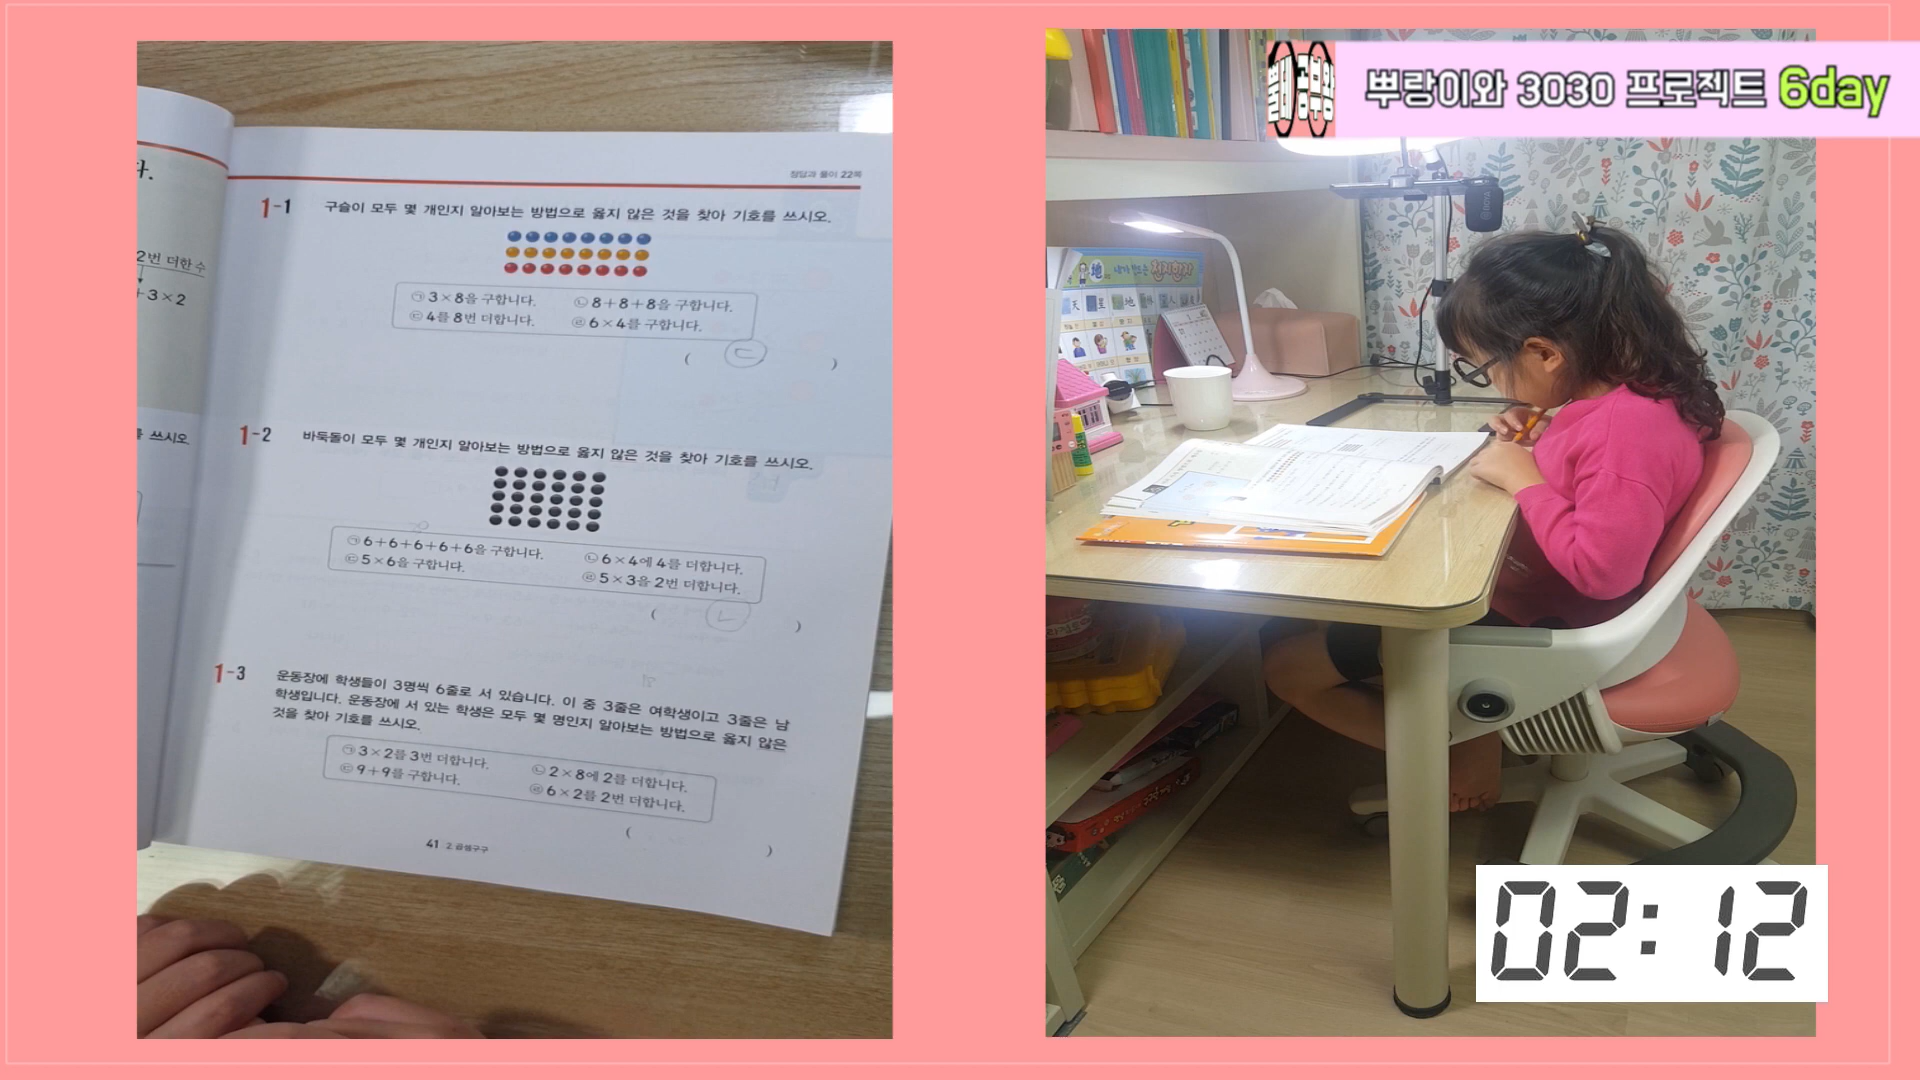 뿌랑이와 3030 프로젝트 6day
정답과 풀이 22쪽
1-1 구슬이 모두 몇 개인지 알아보는 방법으로 옳지 않은 것을 찾아 기호를 쓰시오.
㉠ 3×8을 구합니다. ㉡ 8+8+8을 구합니다.
㉢ 4를 8번 더합니다. ㉣ 6×4를 구합니다.
( ㄷ )
1-2 바둑돌이 모두 몇 개인지 알아보는 방법으로 옳지 않은 것을 찾아 기호를 쓰시오.
㉠ 6+6+6+6+6을 구합니다. ㉡ 6×4에 4를 더합니다.
㉢ 5×6을 구합니다. ㉣ 5×3을 2번 더합니다.
( ㄴ )
1-3 운동장에 학생들이 3명씩 6줄로 서 있습니다. 이 중 3줄은 여학생이고 3줄은 남
학생입니다. 운동장에 서 있는 학생은 모두 몇 명인지 알아보는 방법으로 옳지 않은
것을 찾아 기호를 쓰시오.
㉠ 3×2를 3번 더합니다. ㉡ 2×8에 2를 더합니다.
㉢ 9+9를 구합니다. ㉣ 6×2를 2번 더합니다.
( )
41 2. 곱셈구구
다.
2번 더한 수
+3×2
쓰시오.
02:12